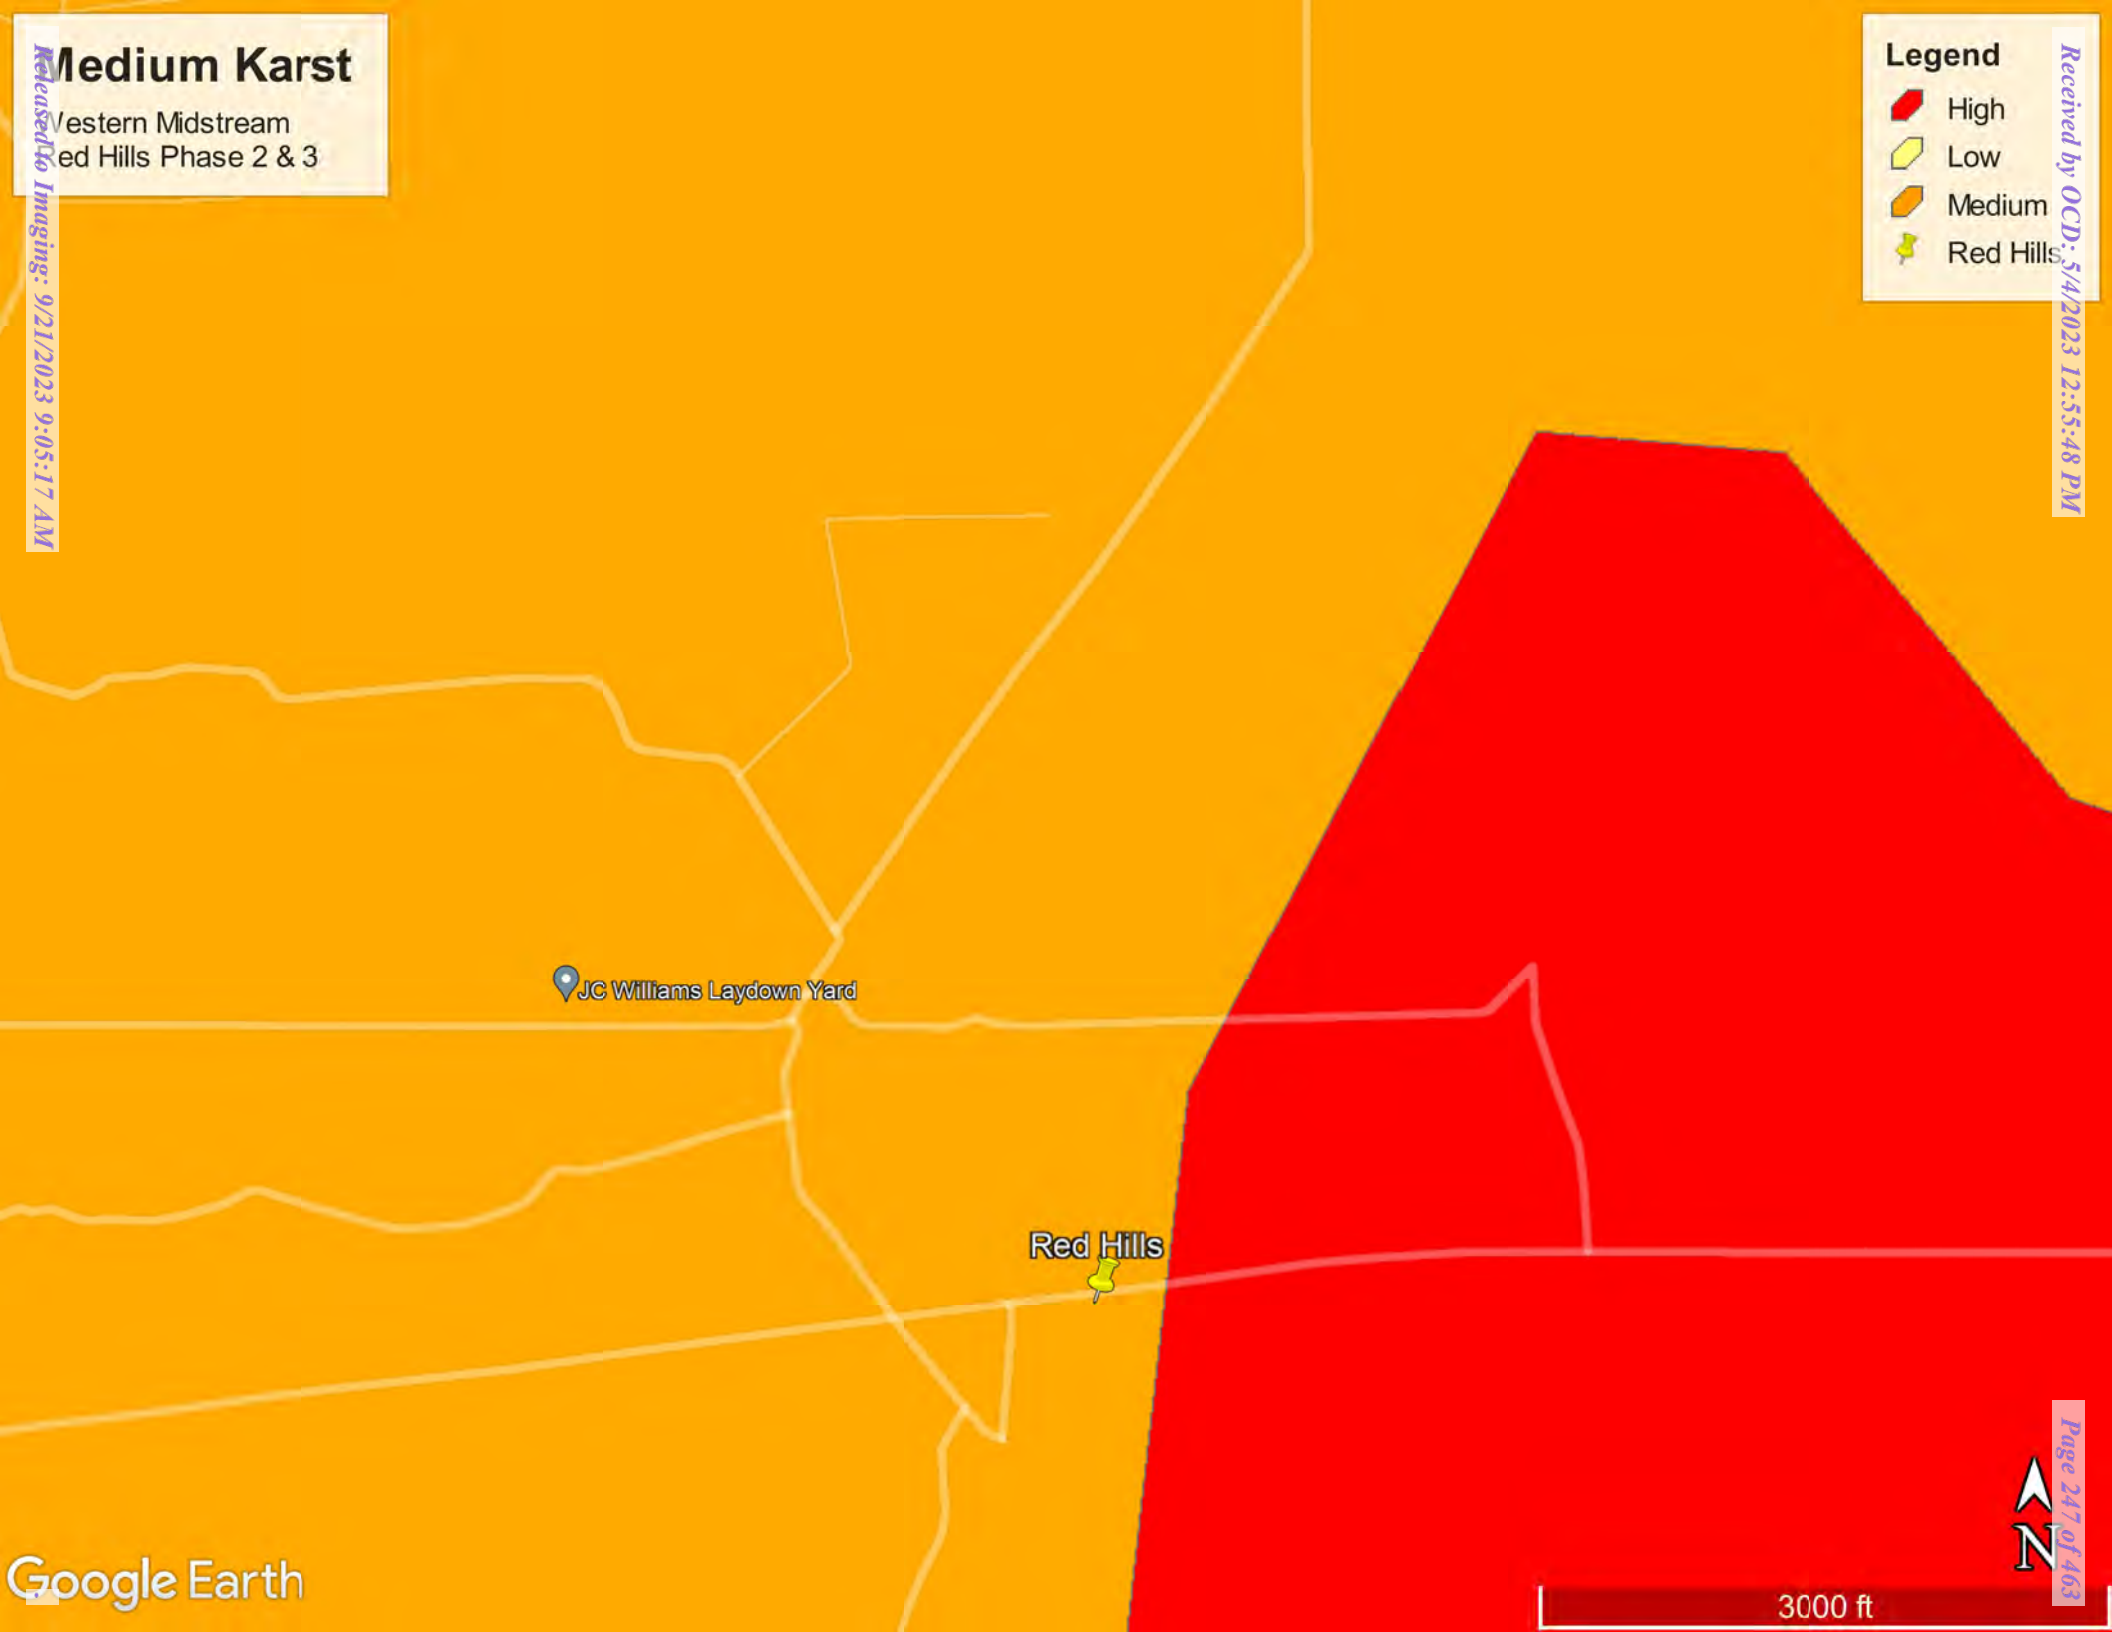 Medium Karst
Western Midstream
Red Hills Phase 2 & 3
Legend
High
Low
Medium
Red Hills
Released to Imaging: 9/21/2023 9:05:17 AM
Received by OCD: 5/4/2023 12:55:48 PM
JC Williams Laydown Yard
Red Hills
Page 247 of 463
N
Google Earth
3000 ft